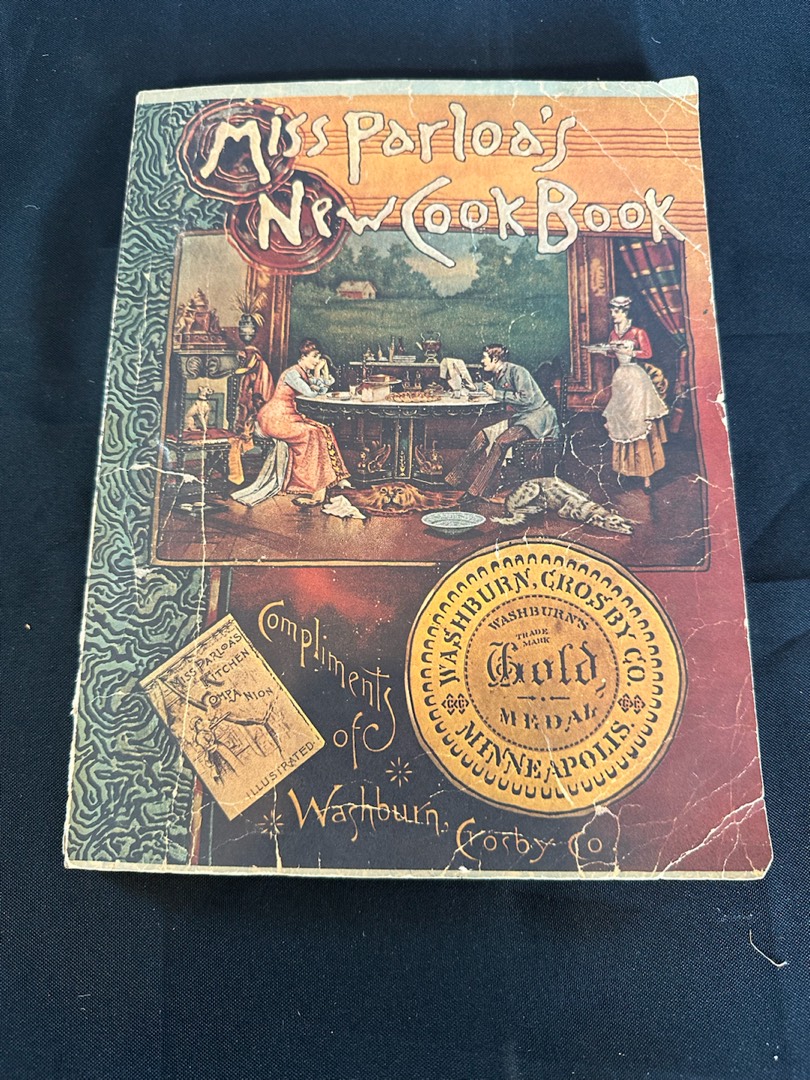 Miss Parloa's
New Cook Book
Compliments
of
Washburn, Crosby Co.
MISS PARLOA'S
KITCHEN
COMPANION
ILLUSTRATED.
WASHBURN, CROSBY CO
MINNEAPOLIS
WASHBURN'S
TRADE
MARK
Gold
MEDAL